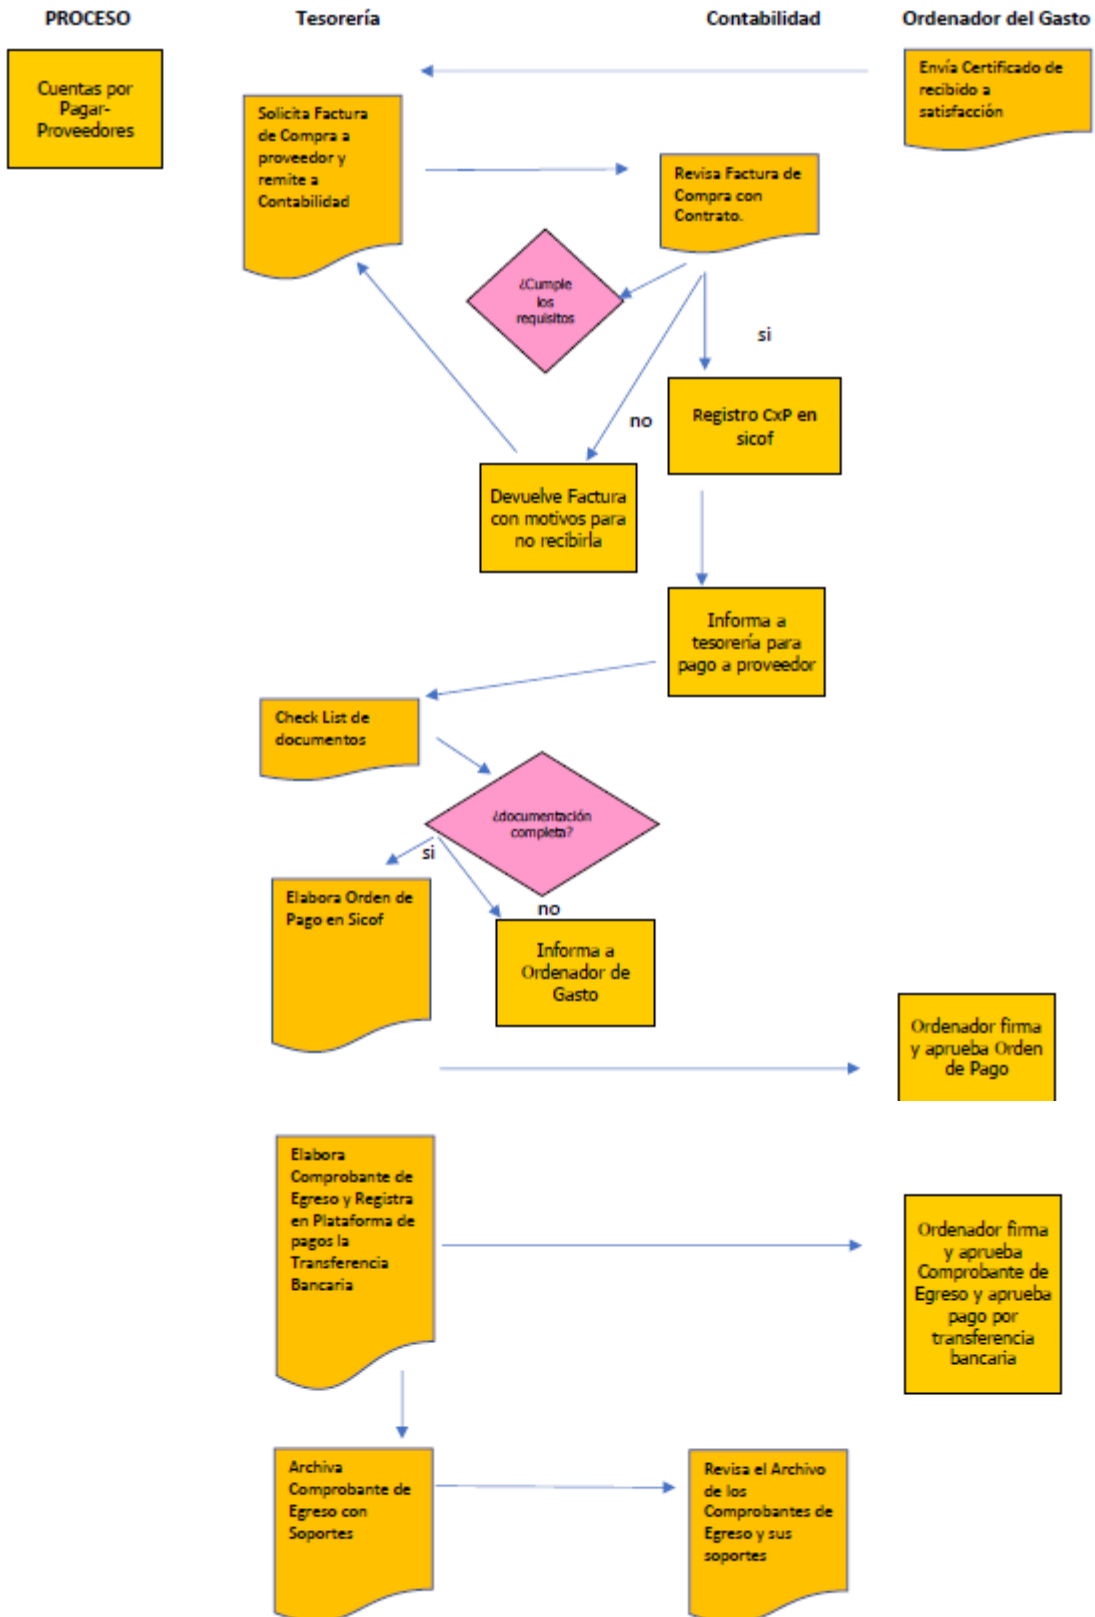 PROCESO
Tesorería
Contabilidad
Ordenador del Gasto
Cuentas por
Pagar-
Proveedores
Envía Certificado de
recibido a
satisfacción
Solicita Factura
de Compra a
proveedor y
remite a
Contabilidad
Revisa Factura de
Compra con
Contrato.
¿Cumple
los
requisitos
si
no
Registro CxP en
sicof
Devuelve Factura
con motivos para
no recibirla
Informa a
tesorería para
pago a proveedor
Check List de
documentos
¿documentación
completa?
si
no
Elabora Orden de
Pago en Sicof
Informa a
Ordenador de
Gasto
Ordenador firma
y aprueba Orden
de Pago
Elabora
Comprobante de
Egreso y Registra
en Plataforma de
pagos la
Transferencia
Bancaria
Ordenador firma
y aprueba
Comprobante de
Egreso y aprueba
pago por
transferencia
bancaria
Archiva
Comprobante de
Egreso con
Soportes
Revisa el Archivo
de los
Comprobantes de
Egreso y sus
soportes